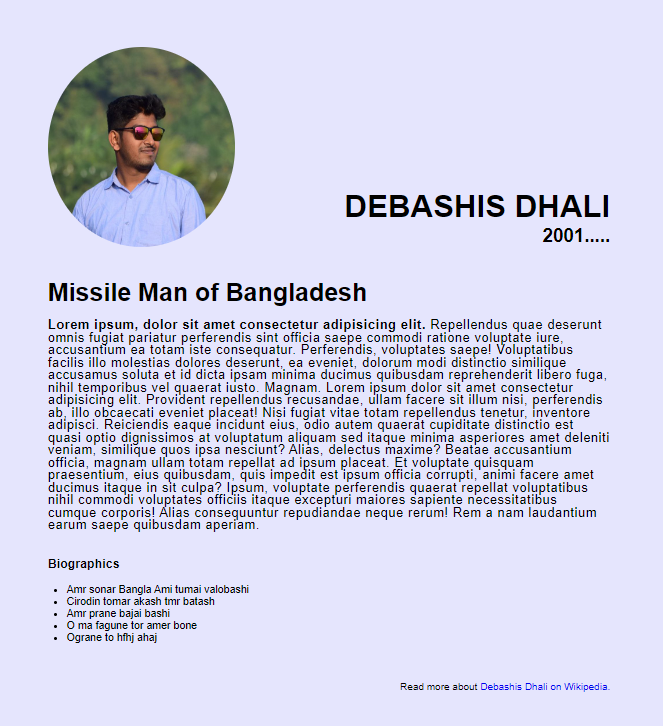 DEBASHIS DHALI
2001.....
Missile Man of Bangladesh
Lorem ipsum, dolor sit amet consectetur adipisicing elit. Repellendus quae deserunt
omnis fugiat pariatur perferendis sint officia saepe commodi ratione voluptate iure,
accusantium ea totam iste consequatur. Perferendis, voluptates saepe! Voluptatibus
facilis illo molestias dolores deserunt, ea eveniet, dolorum modi distinctio similique
accusamus soluta et id dicta ipsam minima ducimus quibusdam reprehenderit libero fuga,
nihil temporibus vel quaerat iusto. Magnam. Lorem ipsum dolor sit amet consectetur
adipisicing elit. Provident repellendus recusandae, ullam facere sit illum nisi, perferendis
ab, illo obcaecati eveniet placeat! Nisi fugiat vitae totam repellendus tenetur, inventore
adipisci. Reiciendis eaque incidunt eius, odio autem quaerat cupiditate distinctio est
quasi optio dignissimos at voluptatum aliquam sed itaque minima asperiores amet deleniti
veniam, similique quos ipsa nesciunt? Alias, delectus maxime? Beatae accusantium
officia, magnam ullam totam repellat ad ipsum placeat. Et voluptate quisquam
praesentium, eius quibusdam, quis impedit est ipsum officia corrupti, animi facere amet
ducimus itaque in sit culpa? Ipsum, voluptate perferendis quaerat repellat voluptatibus
nihil commodi voluptates officiis itaque excepturi maiores sapiente necessitatibus
cumque corporis! Alias consequuntur repudiandae neque rerum! Rem a nam laudantium
earum saepe quibusdam aperiam.
Biographics
• Amr sonar Bangla Ami tumai valobashi
• Cirodin tomar akash tmr batash
• Amr prane bajai bashi
• O ma fagune tor amer bone
• Ograne to hfhj ahaj
Read more about Debashis Dhali on Wikipedia.